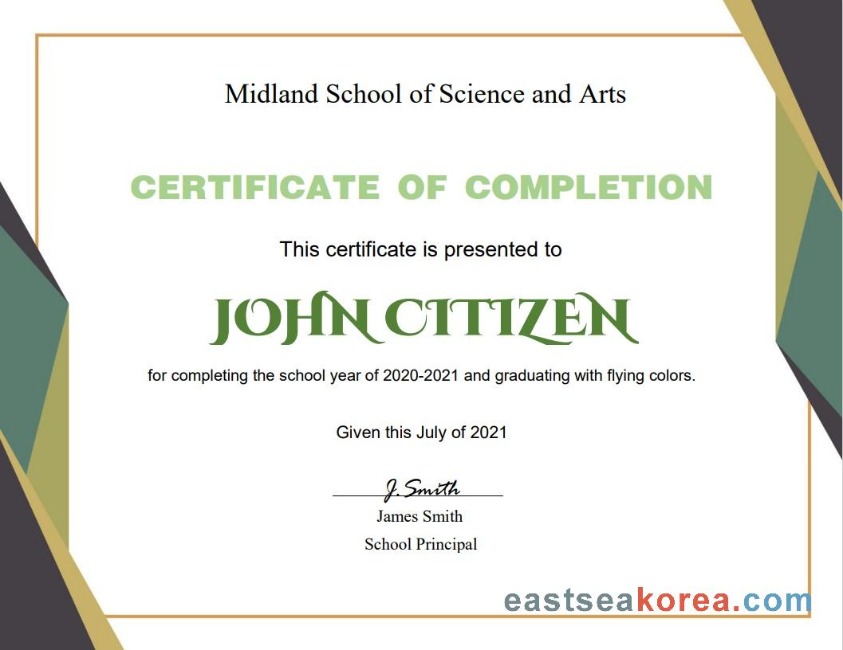 Midland School of Science and Arts
CERTIFICATE OF COMPLETION
This certificate is presented to
JOHN CITIZEN
for completing the school year of 2020-2021 and graduating with flying colors.
Given this July of 2021
J. Smith
James Smith
School Principal
eastseakorea.com